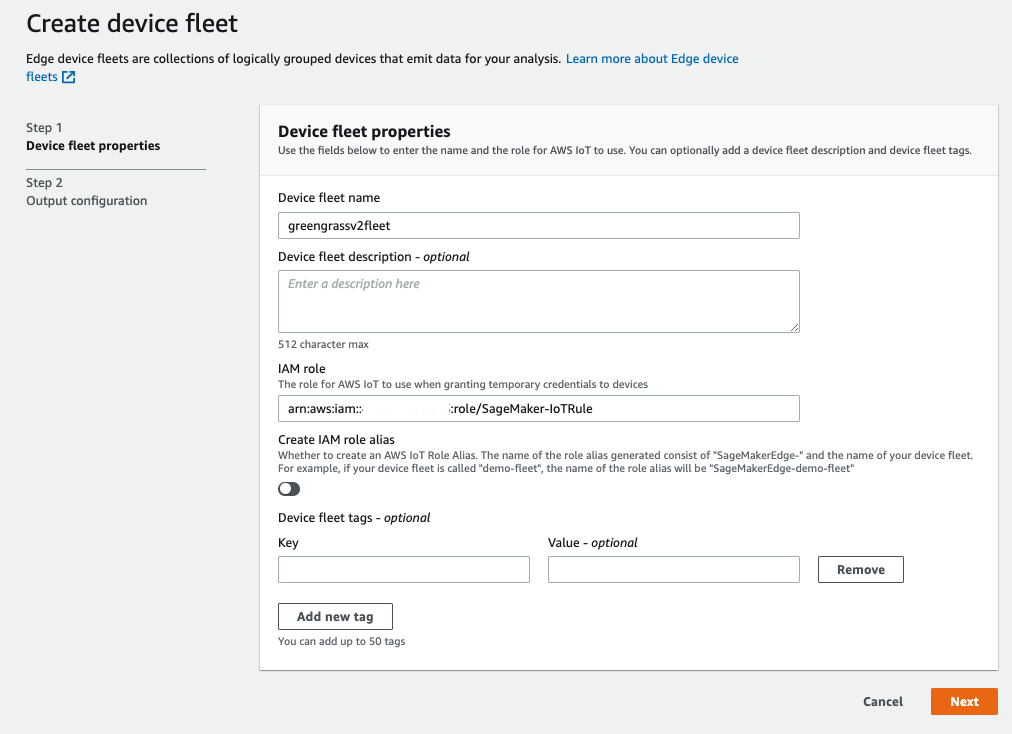 Create device fleet
Edge device fleets are collections of logically grouped devices that emit data for your analysis. Learn more about Edge device
fleets
Step 1
Device fleet properties
Step 2
Output configuration
Device fleet properties
Use the fields below to enter the name and the role for AWS IoT to use. You can optionally add a device fleet description and device fleet tags.
Device fleet name
greengrassv2fleet
Device fleet description - optional
Enter a description here
512 character max
IAM role
The role for AWS IoT to use when granting temporary credentials to devices
arn:aws:iam:: :role/SageMaker-IoTRule
Create IAM role alias
Whether to create an AWS IoT Role Alias. The name of the role alias generated consist of "SageMakerEdge-" and the name of your device fleet.
For example, if your device fleet is called "demo-fleet", the name of the role alias will be "SageMakerEdge-demo-fleet"
Device fleet tags - optional
Key
Value - optional
Remove
Add new tag
You can add up to 50 tags
Cancel
Next